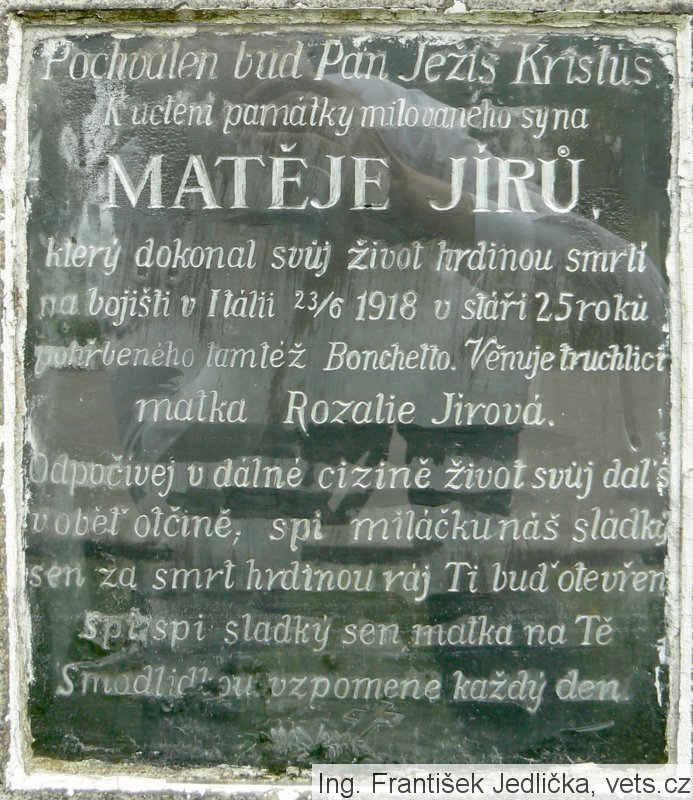 Pochválen buď Pán Ježíš Kristus
K uctění památky milovaného syna
MATĚJE JÍRŮ,
který dokonal svůj život hrdinou smrtí
na bojišti v Itálii 23/6 1918 v stáří 25 roků
pohřbeného tamtéž Bonchetto. Věnuje truchlící
matka Rozalie Jírová.
Odpočívej v dálné cizině život svůj dal's
v oběť otčině, spi miláčku náš sladký
sen za smrt hrdinou ráj Ti buď otevřen
Spi, spi sladký sen, matka na Tě
S modlidbou vzpomene každý den.
Ing. František Jedlička, vets.cz